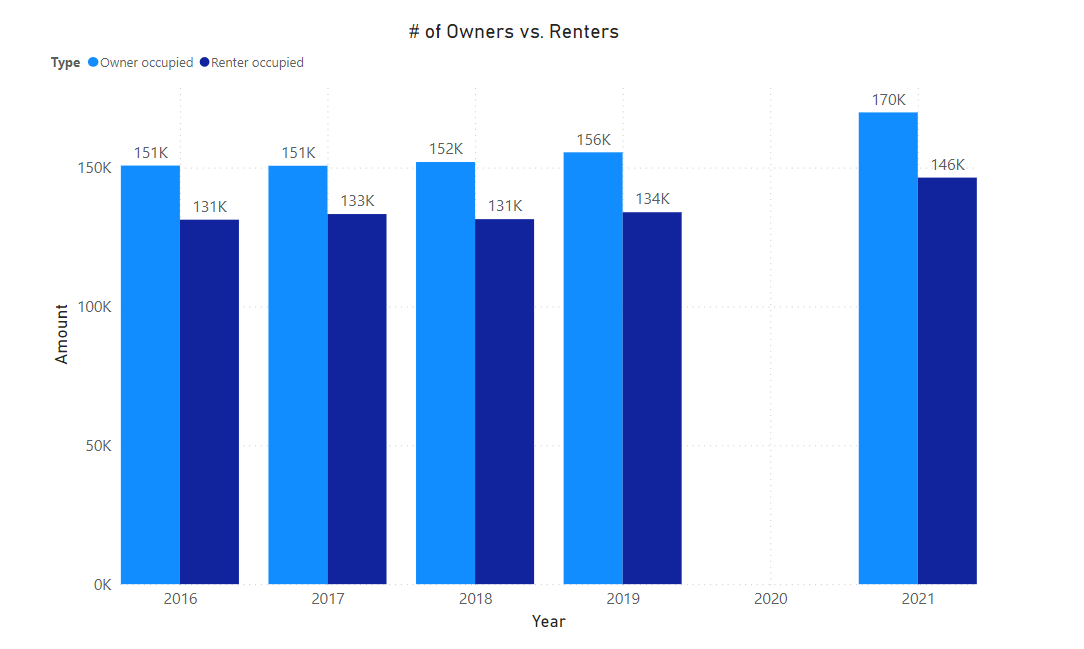 # of Owners vs. Renters
Type Owner occupied Renter occupied
170K
156K
151K 151K 152K
150K
146K
131K 133K 131K 134K
100K
Amount
50K
0K
2016 2017 2018 2019 2020 2021
Year